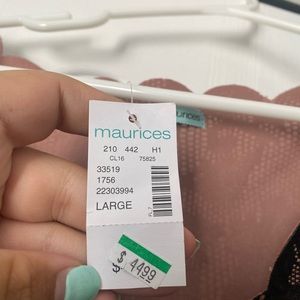 maurices
210 442 H1
CL16 75825
33519
1756
22303994
LARGE
$ 4499
maurices